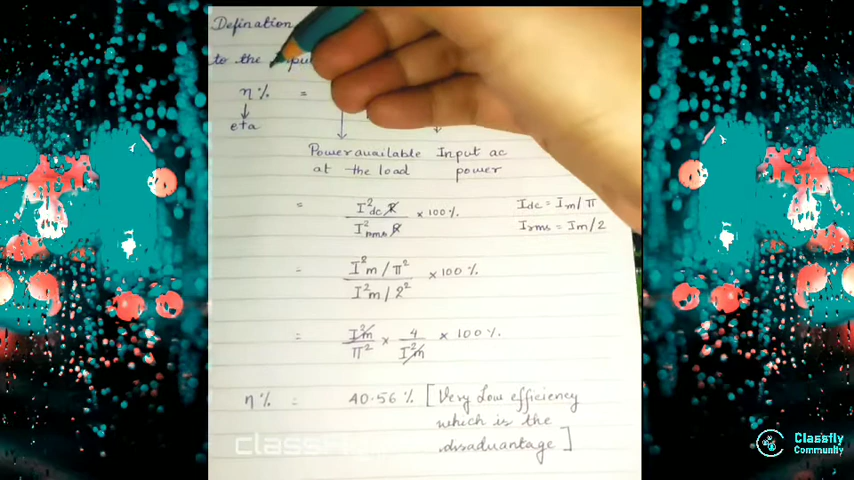 Defination
to the
η% =
eta
Power available Input ac
at the load power
= I²dc R / I²rms R × 100%. Idc = Im/π
Irms = Im/2
= I²m/π² / I²m/2² × 100%.
= I²m/π² × 4/I²m × 100%.
η% = 40.56% [Very Low efficiency
which is the
disaduantage]
Classfly
Community